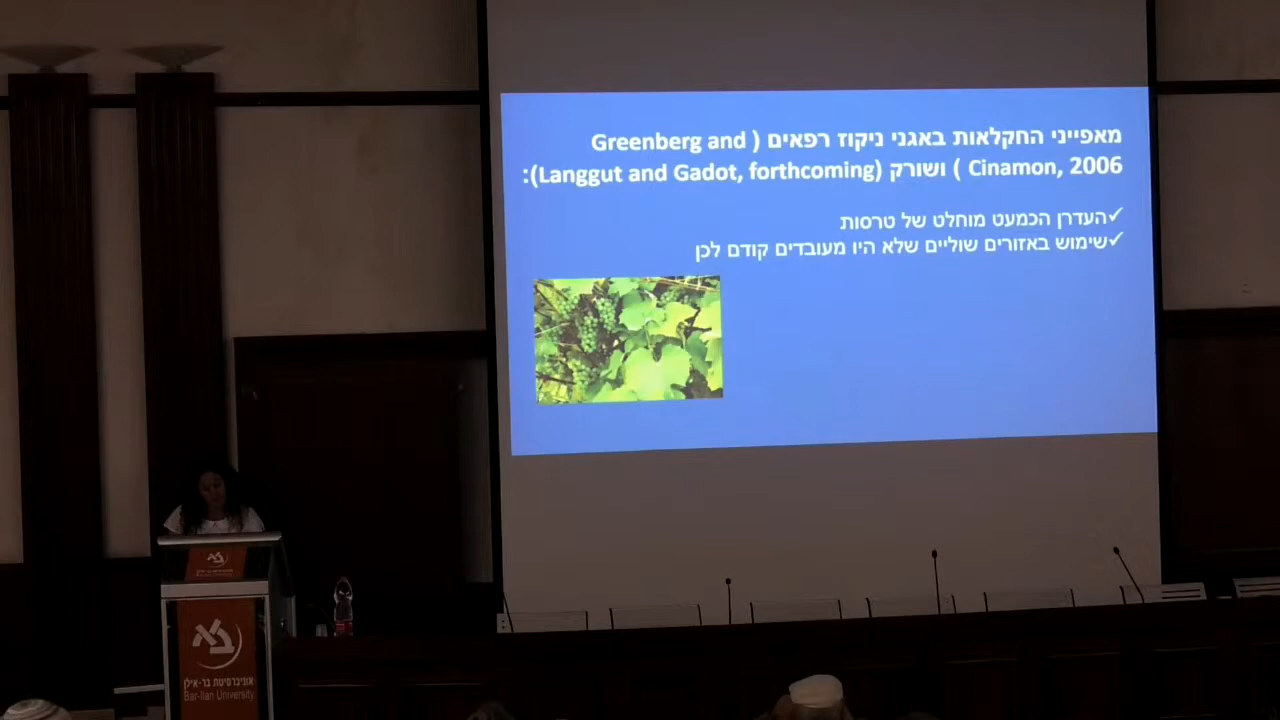 מאפייני החקלאות באגני ניקוז רפאים ( Greenberg and
Cinamon, 2006 ) ושורק (Langgut and Gadot, forthcoming):
✓העדרן הכמעט מוחלט של טרסות
✓שימוש באזורים שוליים שלא היו מעובדים קודם לכן
אוניברסיטת בר-אילן
Bar-Ilan University